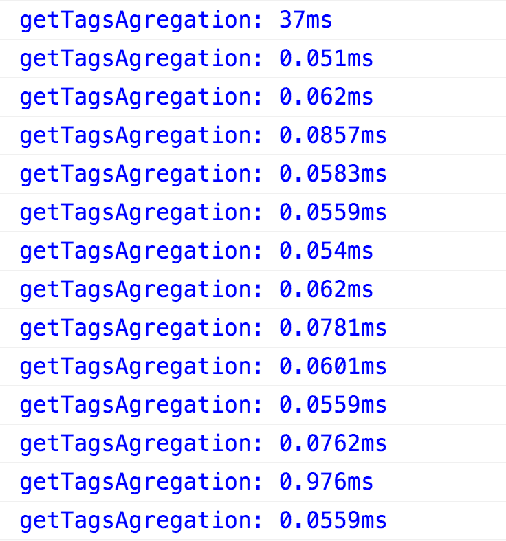 getTagsAgregation: 37ms
getTagsAgregation: 0.051ms
getTagsAgregation: 0.062ms
getTagsAgregation: 0.0857ms
getTagsAgregation: 0.0583ms
getTagsAgregation: 0.0559ms
getTagsAgregation: 0.054ms
getTagsAgregation: 0.062ms
getTagsAgregation: 0.0781ms
getTagsAgregation: 0.0601ms
getTagsAgregation: 0.0559ms
getTagsAgregation: 0.0762ms
getTagsAgregation: 0.976ms
getTagsAgregation: 0.0559ms